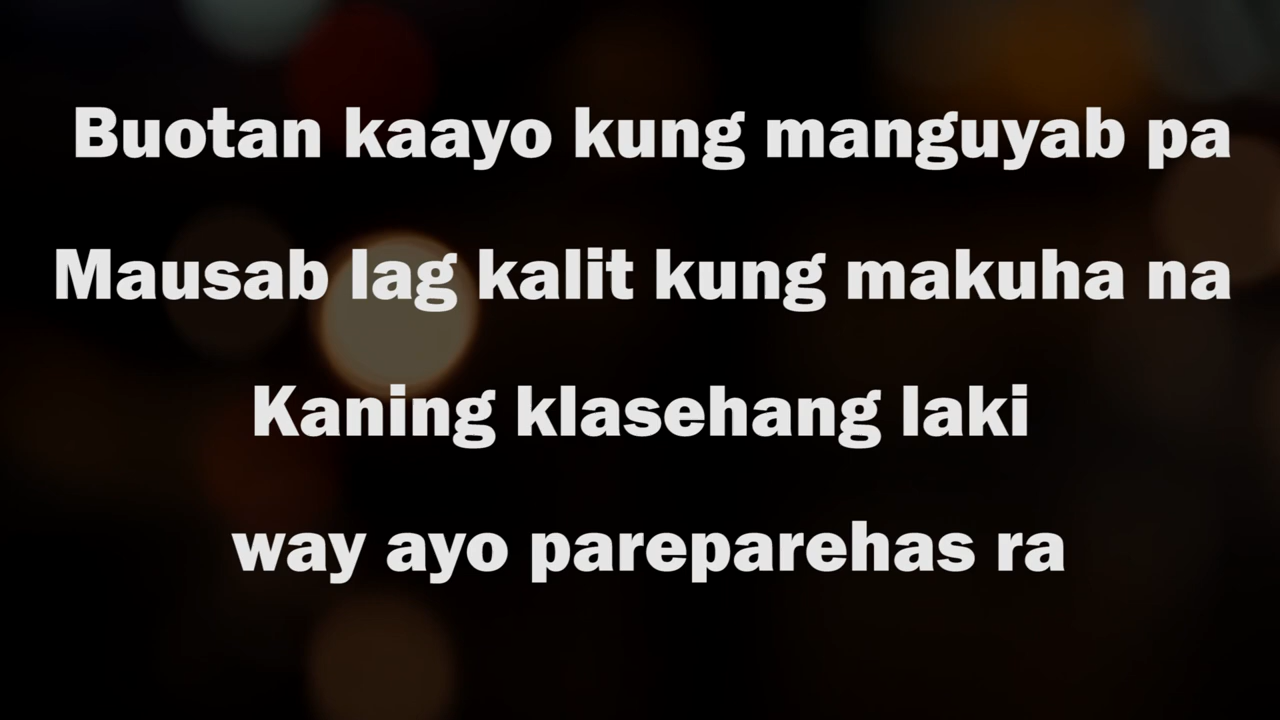 Buotan kaayo kung manguyab pa
Mausab lag kalit kung makuha na
Kaning klasehang laki
way ayo pareparehas ra